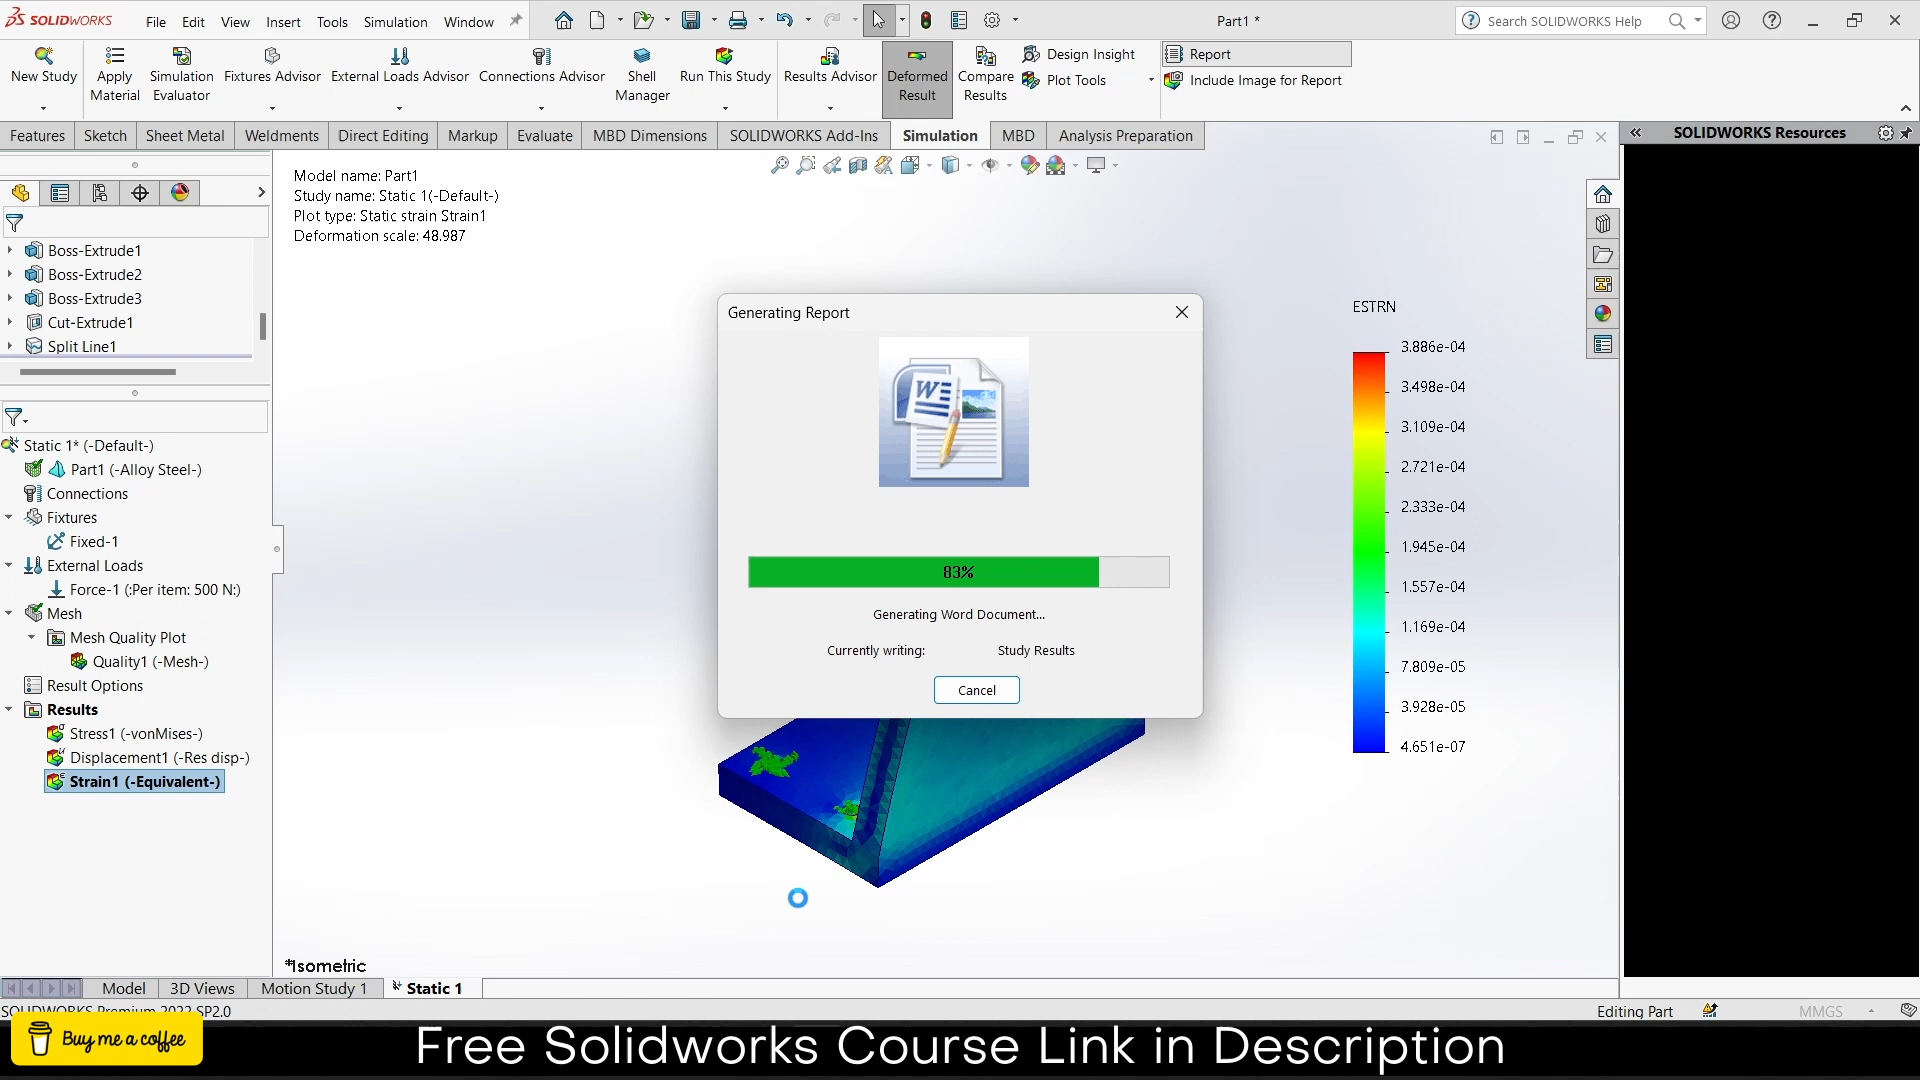 SOLIDWORKS
File Edit View Insert Tools Simulation Window
Part1 *
Search SOLIDWORKS Help
New Study
Apply Material
Simulation Evaluator
Fixtures Advisor
External Loads Advisor
Connections Advisor
Shell Manager
Run This Study
Results Advisor
Deformed Result
Compare Results
Design Insight
Plot Tools
Report
Include Image for Report
Features Sketch Sheet Metal Weldments Direct Editing Markup Evaluate MBD Dimensions SOLIDWORKS Add-Ins Simulation MBD Analysis Preparation
SOLIDWORKS Resources
Boss-Extrude1
Boss-Extrude2
Boss-Extrude3
Cut-Extrude1
Split Line1
Static 1* (-Default-)
Part1 (-Alloy Steel-)
Connections
Fixtures
Fixed-1
External Loads
Force-1 (:Per item: 500 N:)
Mesh
Mesh Quality Plot
Quality1 (-Mesh-)
Result Options
Results
Stress1 (-vonMises-)
Displacement1 (-Res disp-)
Strain1 (-Equivalent-)
Model name: Part1
Study name: Static 1(-Default-)
Plot type: Static strain Strain1
Deformation scale: 48.987
Generating Report
W
83%
Generating Word Document...
Currently writing: Study Results
Cancel
ESTRN
3.886e-04
3.498e-04
3.109e-04
2.721e-04
2.333e-04
1.945e-04
1.557e-04
1.169e-04
7.809e-05
3.928e-05
4.651e-07
*Isometric
Model 3D Views Motion Study 1 Static 1
SOLIDWORKS Premium 2022 SP2.0
Editing Part
MMGS
Buy me a coffee
Free Solidworks Course Link in Description